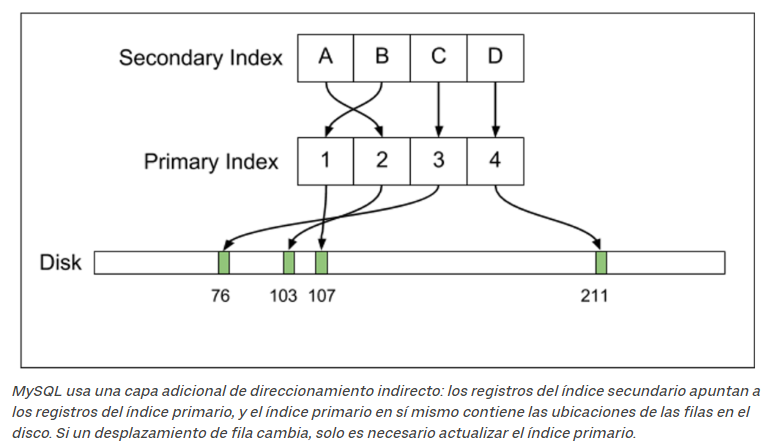 Secondary Index A B C D
Primary Index 1 2 3 4
Disk
76 103 107 211
MySQL usa una capa adicional de direccionamiento indirecto: los registros del índice secundario apuntan a
los registros del índice primario, y el índice primario en sí mismo contiene las ubicaciones de las filas en el
disco. Si un desplazamiento de fila cambia, solo es necesario actualizar el índice primario.